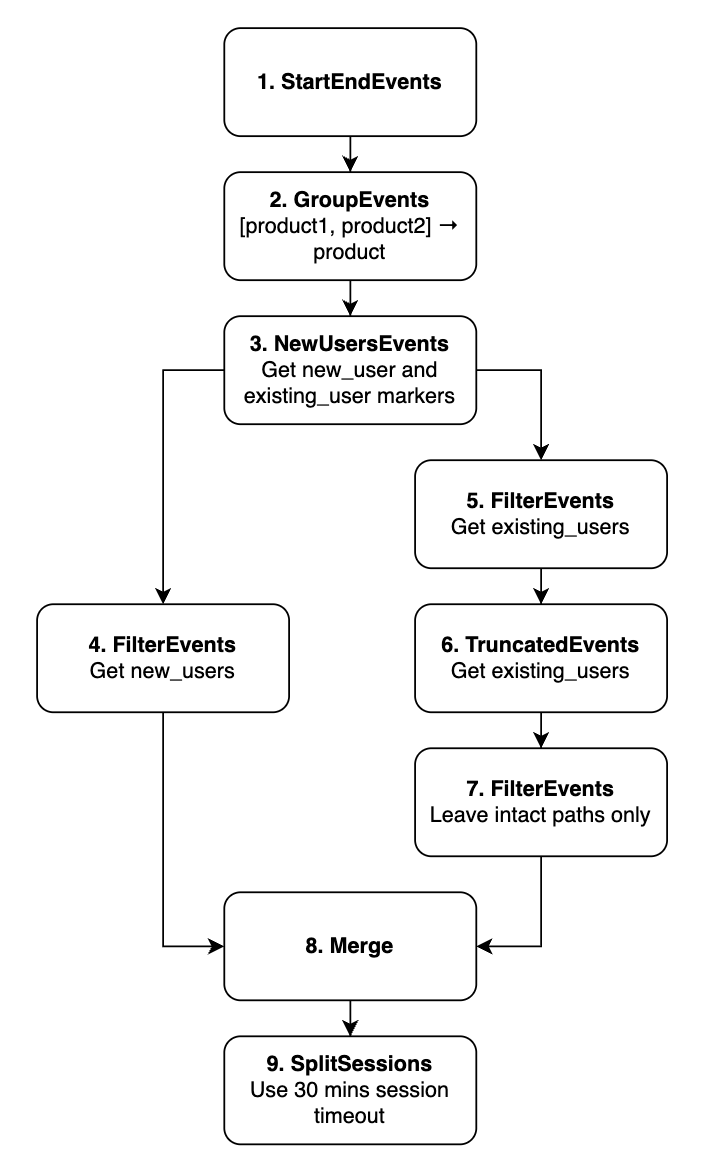 1. StartEndEvents
2. GroupEvents
[product1, product2] →
product
3. NewUsersEvents
Get new_user and
existing_user markers
5. FilterEvents
Get existing_users
4. FilterEvents
Get new_users
6. TruncatedEvents
Get existing_users
7. FilterEvents
Leave intact paths only
8. Merge
9. SplitSessions
Use 30 mins session
timeout